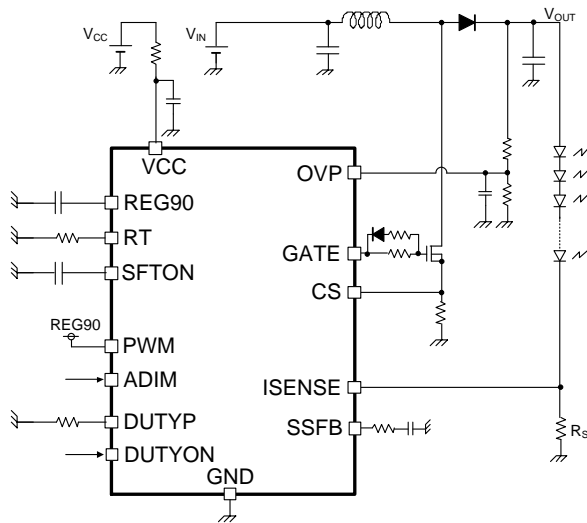 VCC
VIN
VOUT
VCC
OVP
REG90
RT
GATE
SFTON
CS
REG90
PWM
ADIM
ISENSE
DUTYP
SSFB
RS
DUTYON
GND